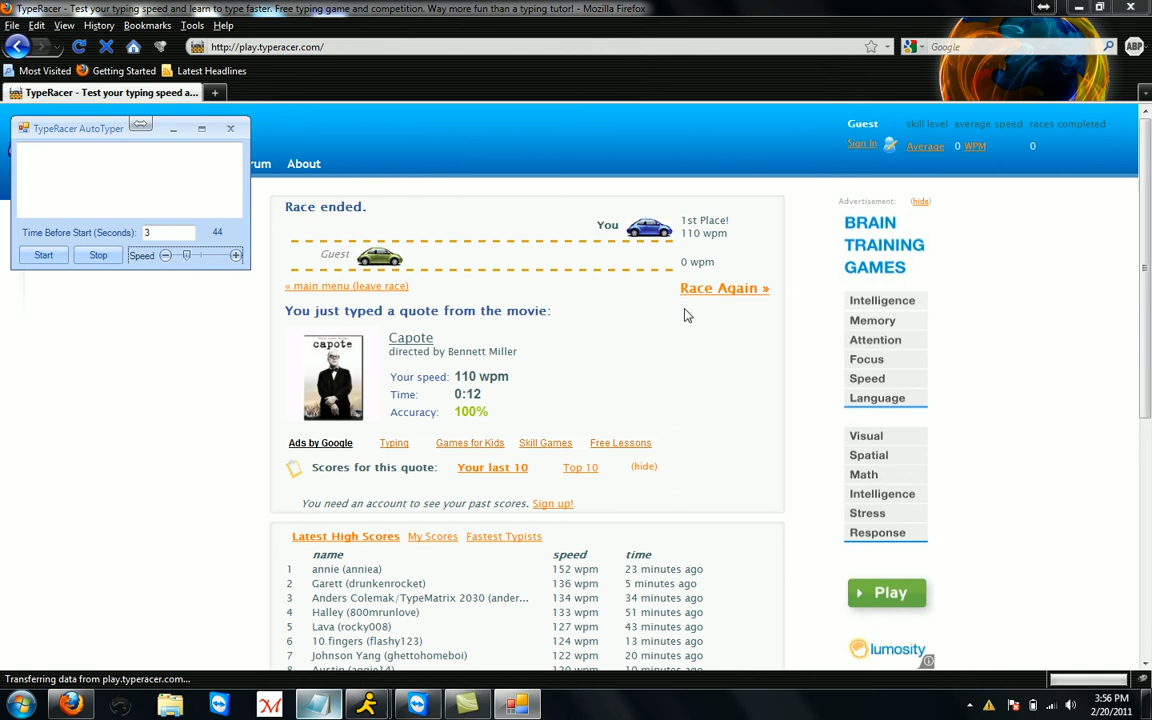 TypeRacer - Test your typing speed and learn to type faster. Free typing game and competition. Way more fun than a typing tutor! - Mozilla Firefox
File Edit View History Bookmarks Tools Help
http://play.typeracer.com/
Google
ABP
Most Visited Getting Started Latest Headlines
TypeRacer - Test your typing speed a...
TypeRacer AutoTyper
Time Before Start (Seconds): 3 44
Start Stop Speed
About
Guest skill level average speed races completed
Sign In Average 0 WPM 0
Race ended.
You
1st Place!
110 wpm
Guest
0 wpm
« main menu (leave race)
Race Again »
You just typed a quote from the movie:
capote
Capote
directed by Bennett Miller
Your speed: 110 wpm
Time: 0:12
Accuracy: 100%
Ads by Google Typing Games for Kids Skill Games Free Lessons
Scores for this quote: Your last 10 Top 10 (hide)
You need an account to see your past scores. Sign up!
Latest High Scores My Scores Fastest Typists
name speed time
1 annie (anniea) 152 wpm 23 minutes ago
2 Garett (drunkenrocket) 136 wpm 5 minutes ago
3 Anders Colemak/TypeMatrix 2030 (ander... 134 wpm 34 minutes ago
4 Halley (800mrunlove) 133 wpm 51 minutes ago
5 Lava (rocky008) 127 wpm 43 minutes ago
6 10 fingers (flashy123) 124 wpm 13 minutes ago
7 Johnson Yang (ghettohomeboi) 122 wpm 20 minutes ago
8 Austin (aggie14) 120 wpm 10 minutes ago
Advertisement: (hide)
BRAIN
TRAINING
GAMES
Intelligence
Memory
Attention
Focus
Speed
Language
Visual
Spatial
Math
Intelligence
Stress
Response
Play
lumosity
Transferring data from play.typeracer.com...
3:56 PM
2/20/2011